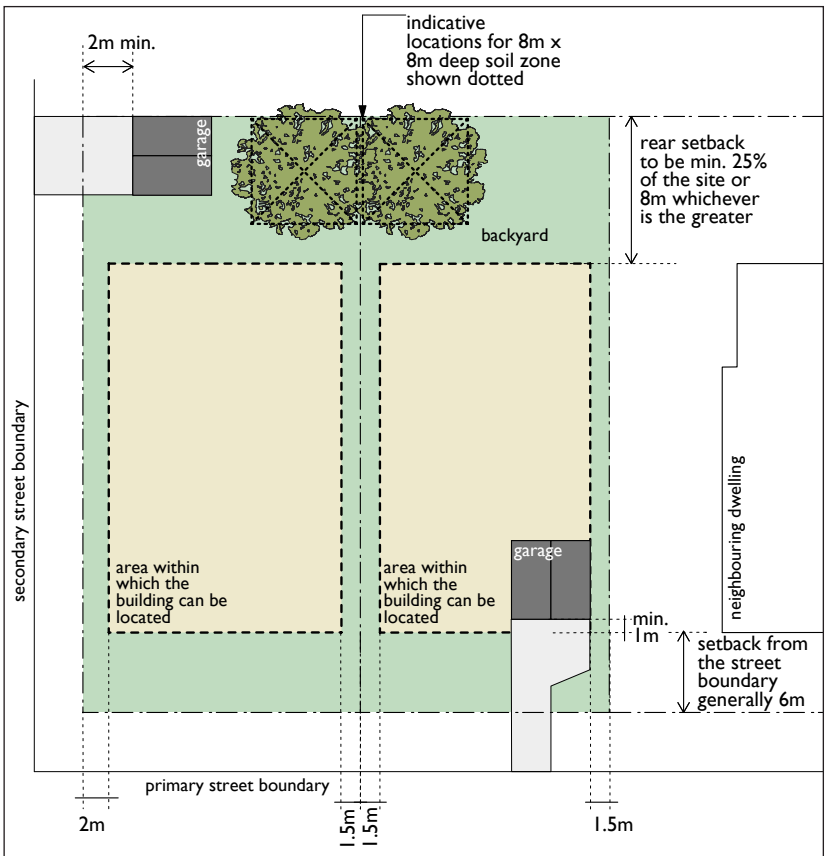 2m min.
indicative
locations for 8m x
8m deep soil zone
shown dotted
garage
rear setback
to be min. 25%
of the site or
8m whichever
is the greater
backyard
secondary street boundary
neighbouring dwelling
area within
which the
building can be
located
area within
which the
building can be
located
garage
min.
1m
setback from
the street
boundary
generally 6m
primary street boundary
2m
1.5m
1.5m
1.5m